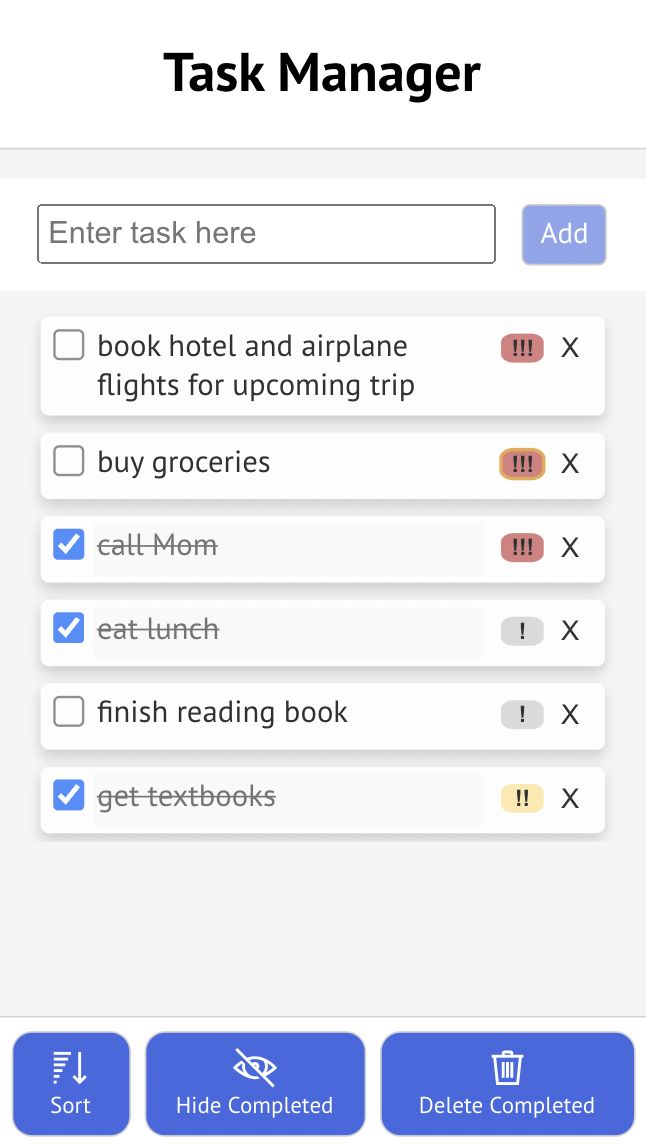 Task Manager
Enter task here Add
book hotel and airplane !!! X
flights for upcoming trip
buy groceries !!! X
call Mom !!! X
eat lunch ! X
finish reading book ! X
get textbooks !! X
Sort Hide Completed Delete Completed